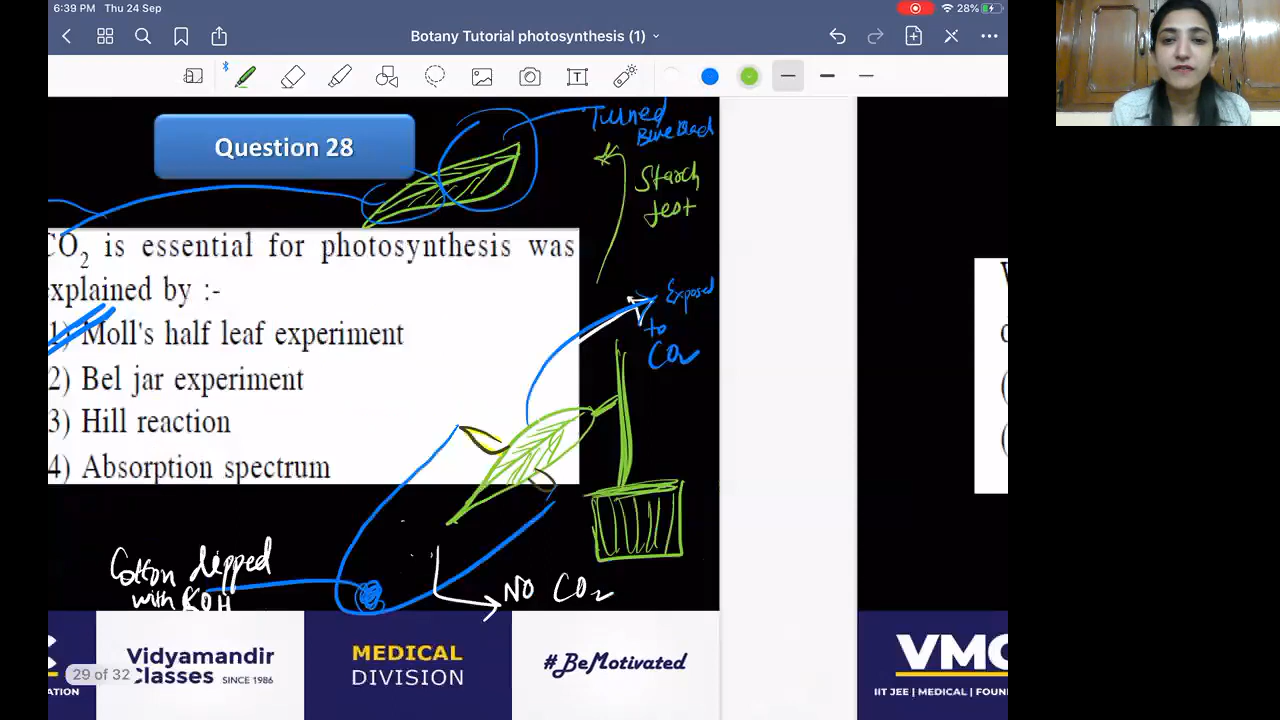 6:39 PM Thu 24 Sep
28%
Botany Tutorial photosynthesis (1)
T
Question 28
Turned
Starch
test
CO2 is essential for photosynthesis was
explained by :-
1) Moll's half leaf experiment
2) Bel jar experiment
3) Hill reaction
4) Absorption spectrum
Exposed
to
CO2
Cotton dipped
with KOH
NO CO2
29 of 32
Vidyamandir
Classes SINCE 1986
MEDICAL
DIVISION
#BeMotivated
VMC
IIT JEE | MEDICAL | FOUN
ATION